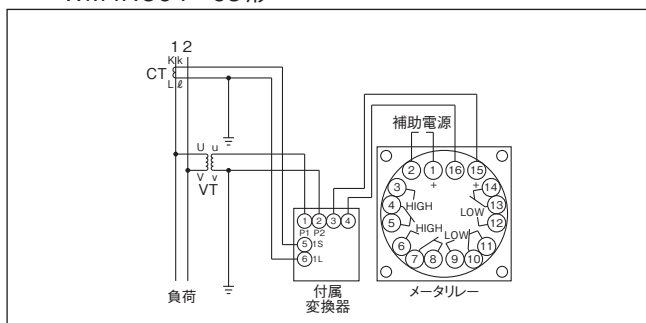 1 2
K k
CT
L ℓ
U u
V v
VT
負荷
1 2 3 4
P1 P2
5 1S
6 1L
付属
変換器
補助電源
2 1 16 15
+ +
3 14
4 HIGH 13
5 LOW 12
HIGH LOW
6 11
7 8 9 10
メータリレー